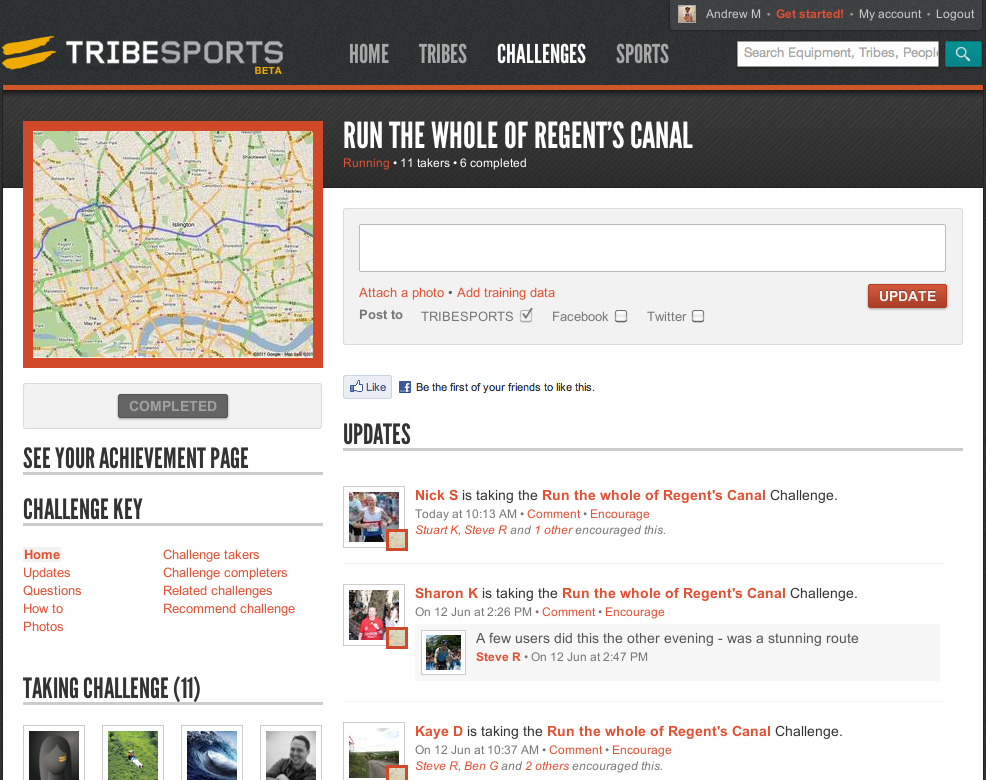 Andrew M • Get started! • My account • Logout
TRIBESPORTS
BETA
HOME TRIBES CHALLENGES SPORTS
Search Equipment, Tribes, People
RUN THE WHOLE OF REGENT'S CANAL
Running • 11 takers • 6 completed
Islington
Attach a photo • Add training data
UPDATE
Post to TRIBESPORTS Facebook Twitter
Like Be the first of your friends to like this.
COMPLETED
SEE YOUR ACHIEVEMENT PAGE
CHALLENGE KEY
Home
Updates
Questions
How to
Photos
Challenge takers
Challenge completers
Related challenges
Recommend challenge
TAKING CHALLENGE (11)
UPDATES
Nick S is taking the Run the whole of Regent's Canal Challenge.
Today at 10:13 AM • Comment • Encourage
Stuart K, Steve R and 1 other encouraged this.
Sharon K is taking the Run the whole of Regent's Canal Challenge.
On 12 Jun at 2:26 PM • Comment • Encourage
A few users did this the other evening - was a stunning route
Steve R • On 12 Jun at 2:47 PM
Kaye D is taking the Run the whole of Regent's Canal Challenge.
On 12 Jun at 10:37 AM • Comment • Encourage
Steve R, Ben G and 2 others encouraged this.